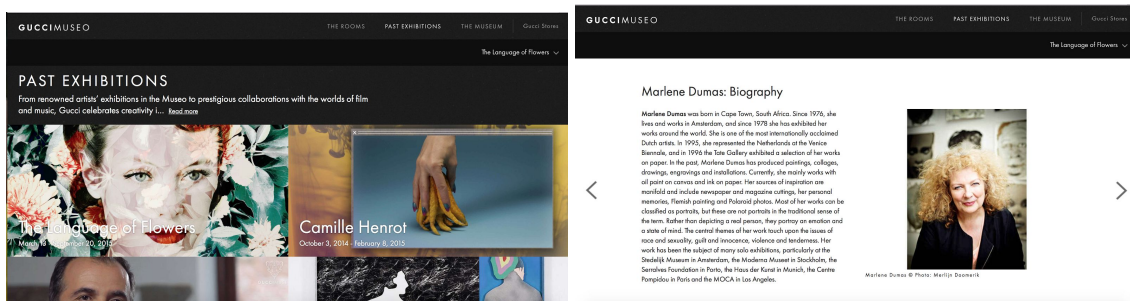 GUCCIMUSEO
THE ROOMS PAST EXHIBITIONS THE MUSEUM Gucci Stores
The Language of Flowers
PAST EXHIBITIONS
From renowned artists' exhibitions in the Museo to prestigious collaborations with the worlds of film
and music, Gucci celebrates creativity i... Read more
The Language of Flowers
March 20, 2015
Camille Henrot
October 3, 2014 - February 8, 2015
GUCCIMUSEO
THE ROOMS PAST EXHIBITIONS THE MUSEUM Gucci Stores
The Language of Flowers
Marlene Dumas: Biography
Marlene Dumas was born in Cape Town, South Africa. Since 1976, she
lives and works in Amsterdam, and since 1978 she has exhibited her
works around the world. She is one of the most internationally acclaimed
Dutch artists. In 1995, she represented the Netherlands at the Venice
Biennale, and in 1996 the Tate Gallery exhibited a selection of her works
on paper. In the past, Marlene Dumas has produced paintings, collages,
drawings, engravings and installations. Currently, she mainly works with
oil paint on canvas and ink on paper. Her sources of inspiration are
manifold and include newspaper and magazine cuttings, her personal
memories, Flemish painting and Polaroid photos. Most of her works can be
classified as portraits, but these are not portraits in the traditional sense of
the term. Rather than depicting a real person, they portray an emotion and
a state of mind. The central themes of her work touch upon the issues of
race and sexuality, guilt and innocence, violence and tenderness. Her
work has been the subject of many solo exhibitions, particularly at the
Stedelijk Museum in Amsterdam, the Moderna Museet in Stockholm, the
Serralves Foundation in Porto, the Haus der Kunst in Munich, the Centre
Pompidou in Paris and the MOCA in Los Angeles.
Marlene Dumas © Photo: Merlijn Doomerik